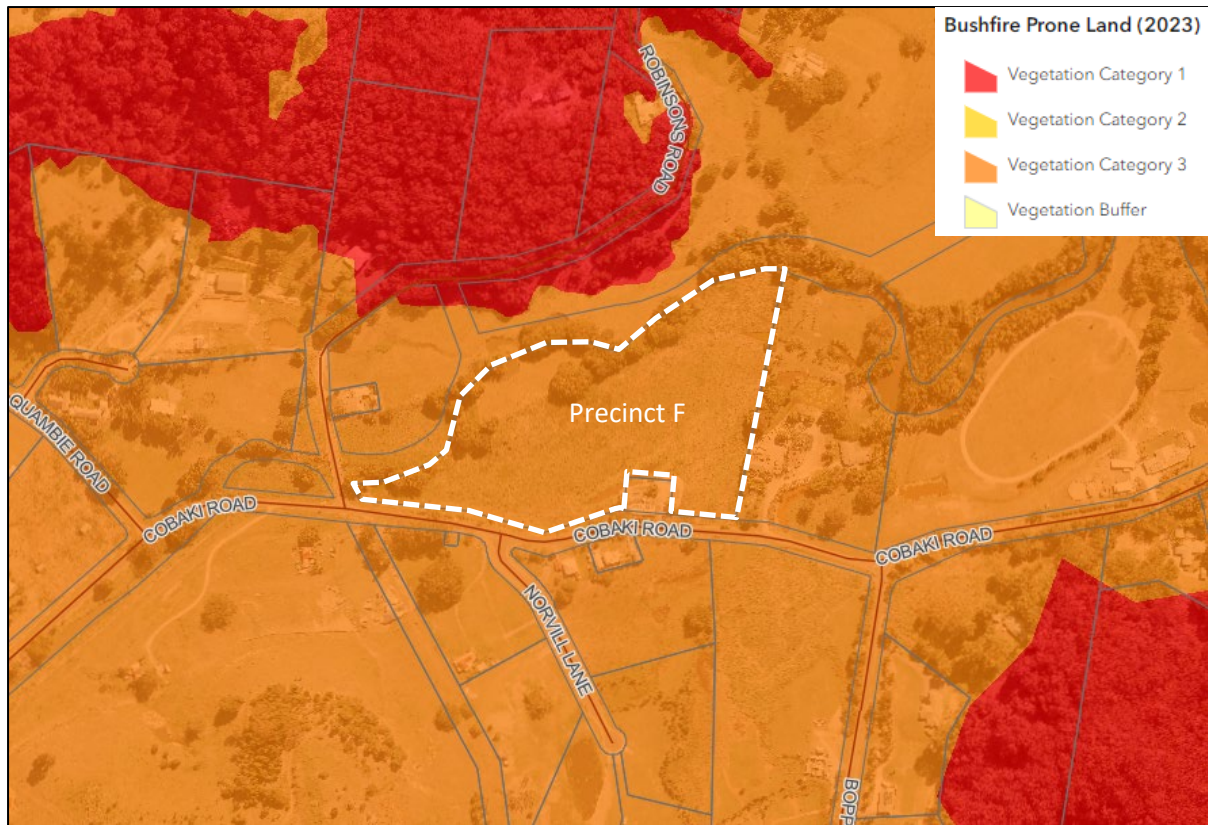 Bushfire Prone Land (2023)
Vegetation Category 1
Vegetation Category 2
Vegetation Category 3
Vegetation Buffer
ROBINSONS ROAD
Precinct F
QUAMBIE ROAD
COBAKI ROAD
COBAKI ROAD
COBAKI ROAD
NORVILL LANE
BOPP